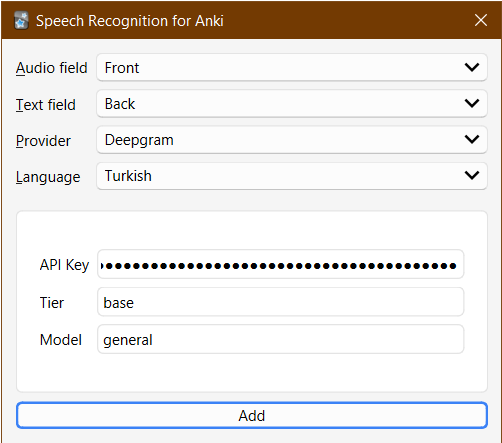 Speech Recognition for Anki
Audio field Front
Text field Back
Provider Deepgram
Language Turkish
API Key ●●●●●●●●●●●●●●●●●●●●●●●●●●●●●●●●●●●●●●●●
Tier base
Model general
Add